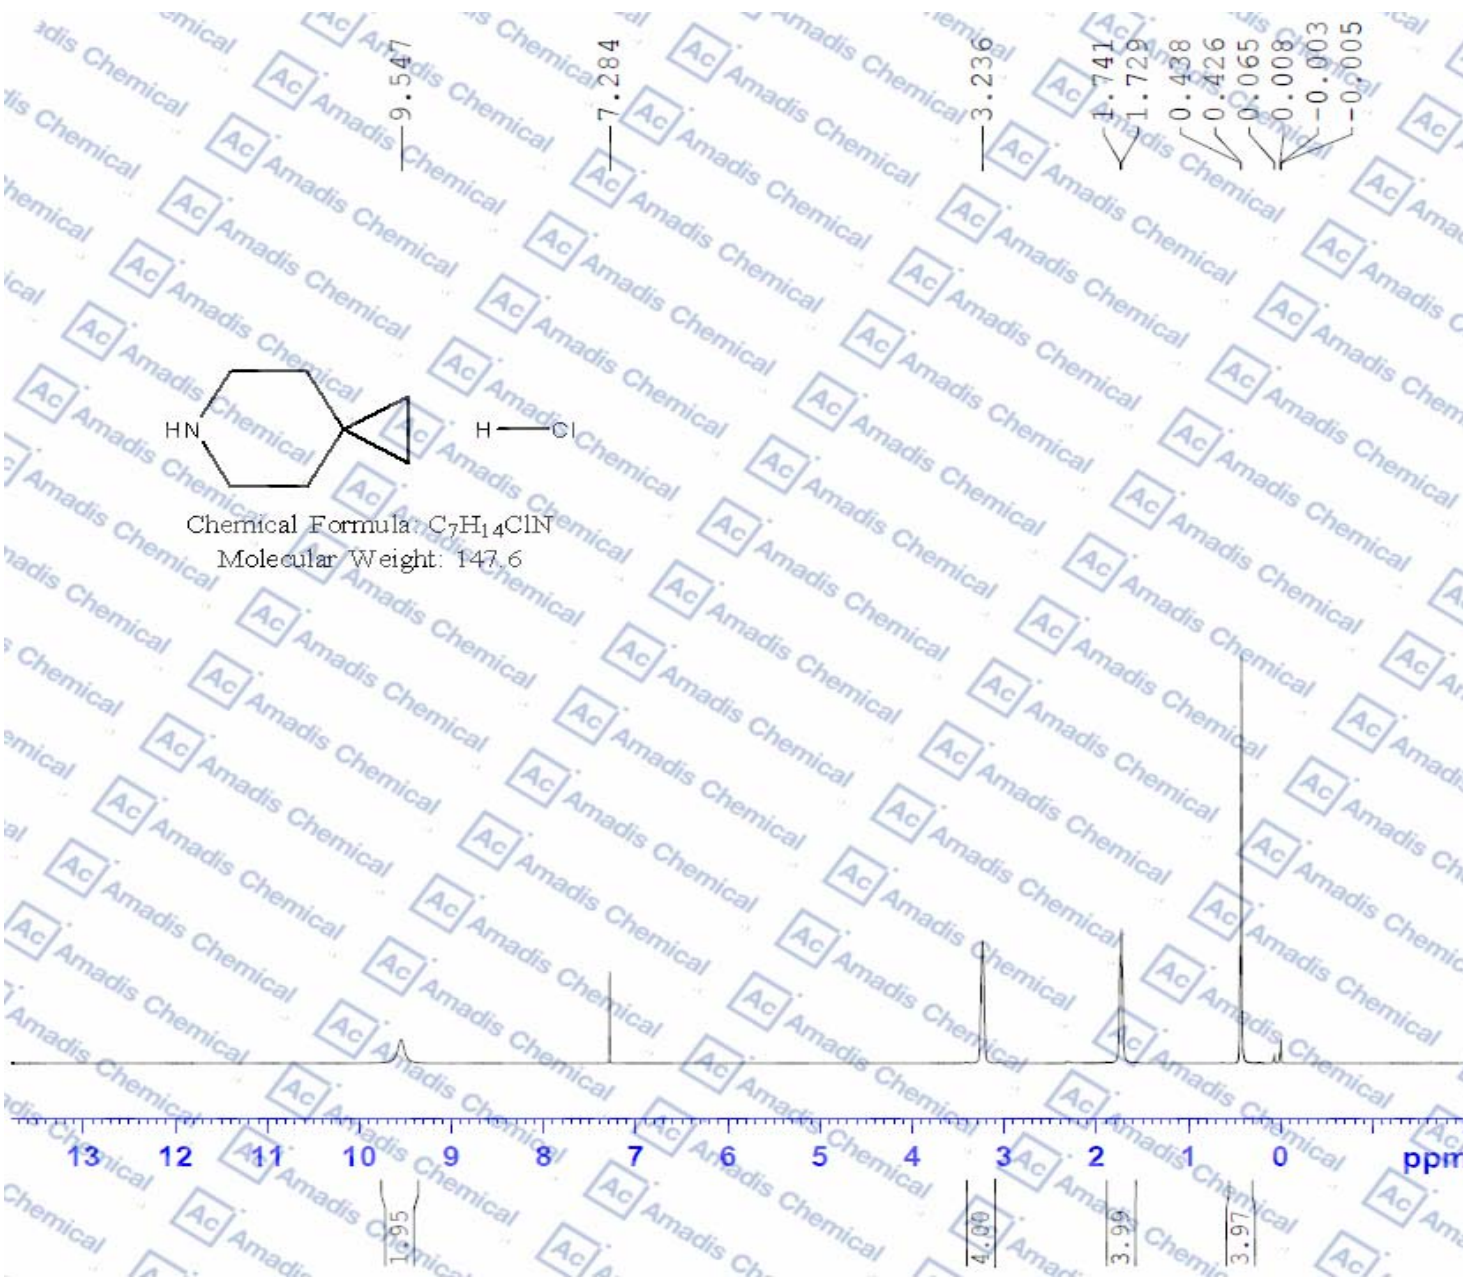 9.547
7.284
3.236
1.741
1.729
0.438
0.426
0.065
0.008
-0.003
-0.005
HN
H Cl
Chemical Formula: C₇H₁₄ClN
Molecular Weight: 147.6
13 12 11 10 9 8 7 6 5 4 3 2 1 0 ppm
1.95
4.00
3.99
3.97
Ac Amadis Chemical